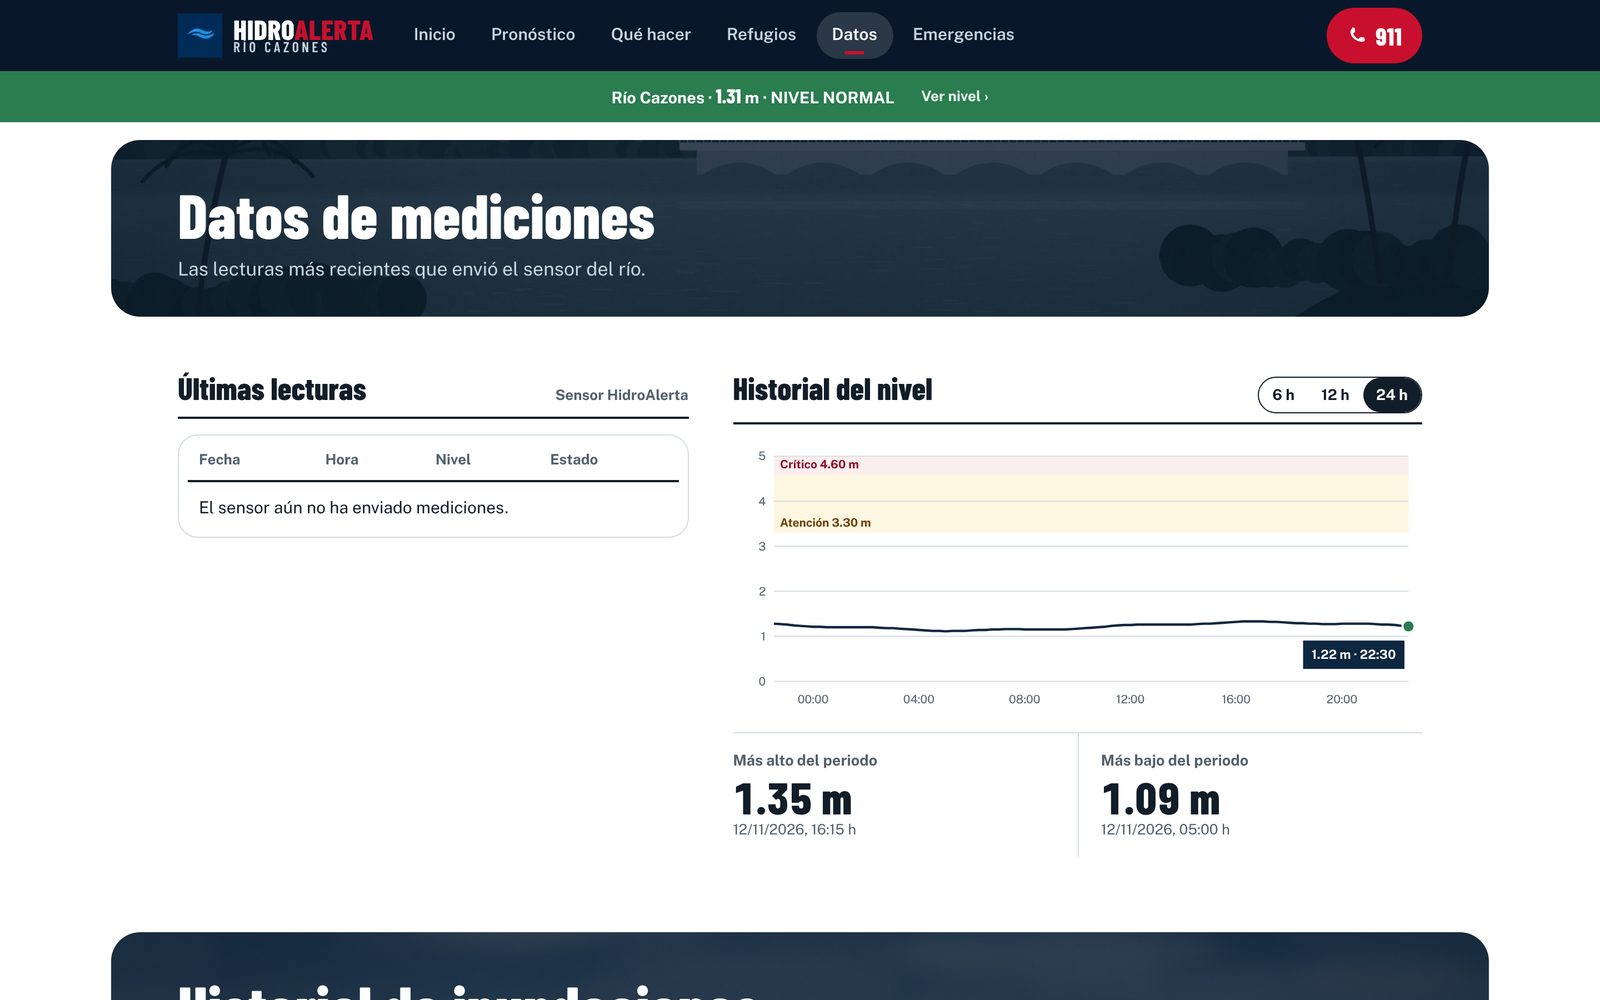 HIDROALERTA
RÍO CAZONES
Inicio
Pronóstico
Qué hacer
Refugios
Datos
Emergencias
911
Río Cazones · 1.31 m · NIVEL NORMAL
Ver nivel ›
Datos de mediciones
Las lecturas más recientes que envió el sensor del río.
Últimas lecturas
Sensor HidroAlerta
Fecha Hora Nivel Estado
El sensor aún no ha enviado mediciones.
Historial del nivel
6 h 12 h 24 h
5
Crítico 4.60 m
4
Atención 3.30 m
3
2
1
1.22 m · 22:30
0
00:00 04:00 08:00 12:00 16:00 20:00
Más alto del periodo
1.35 m
12/11/2026, 16:15 h
Más bajo del periodo
1.09 m
12/11/2026, 05:00 h
Historial de inundaciones